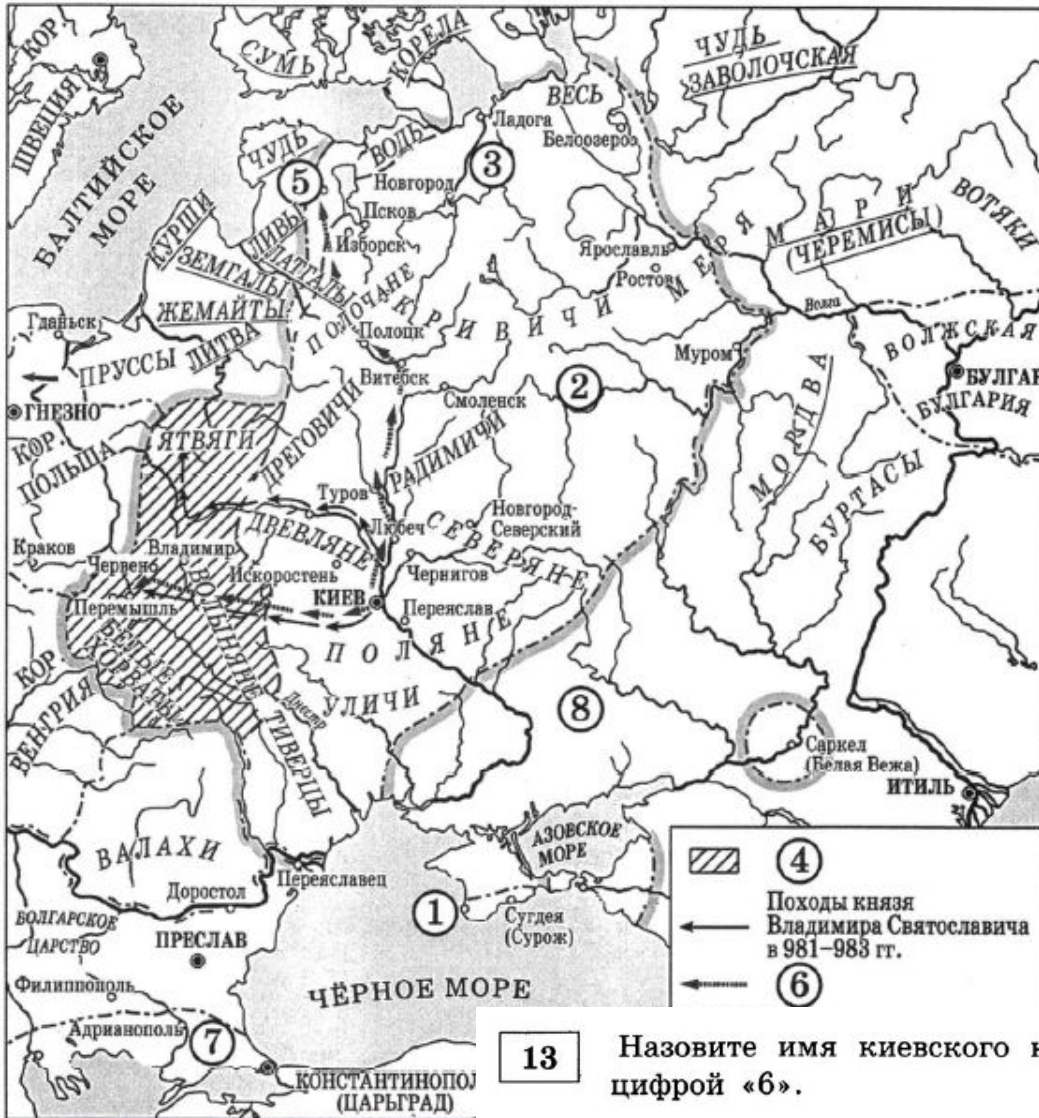 КОР.
ШВЕЦИЯ
БАЛТИЙСКОЕ
МОРЕ
СУМЬ
КОРЕЛА
ЧУДЬ
ЗАВОЛОЧСКАЯ
ВЕСЬ
Ладога
Белоозеро
ЧУДЬ
ВОДЬ
5
3
Новгород
Псков
Изборск
КУРШИ
ЛИВЫ
ЗЕМГАЛЫ
ЛАТГАЛЫ
ЖЕМАЙТЫ
Ярославль
Ростов
МЕРЯ
МАРИ
(ЧЕРЕМИСЫ)
ВОТЯКИ
Волга
Гданьск
ПРУССЫ
ЛИТВА
ПОЛОЧАНЕ
КРИВИЧИ
Полоцк
Витебск
Смоленск
2
Муром
ВОЛЖСКАЯ
БУЛГАР
БУЛГАРИЯ
ГНЕЗНО
КОР.
ПОЛЬША
ЯТВЯГИ
ДРЕГОВИЧИ
РАДИМИЧИ
МОРДВА
БУРТАСЫ
Туров
Любеч
Новгород-
Северский
ДВЕВЛЯНЕ
СЕВЕРЯНЕ
Краков
Червен
Владимир
Искоростень
Чернигов
КИЕВ
Переяслав
Перемышль
ВОЛЫНЯНЕ
БЕЛЫЕ
ХОРВАТЫ
ПОЛЯНЕ
КОР.
ВЕНГРИЯ
УЛИЧИ
Днестр
ТИВЕРЦЫ
8
Саркел
(Белая Вежа)
ИТИЛЬ
АЗОВСКОЕ
МОРЕ
ВАЛАХИ
Переяславец
Доростол
1
Сугдея
(Сурож)
БОЛГАРСКОЕ
ЦАРСТВО
ПРЕСЛАВ
ЧЁРНОЕ МОРЕ
Филиппополь
Адрианополь
7
КОНСТАНТИНОПОЛ
(ЦАРЬГРАД)
4
Походы князя
Владимира Святославича
в 981–983 гг.
6
13 Назовите имя киевского к
цифрой «6».